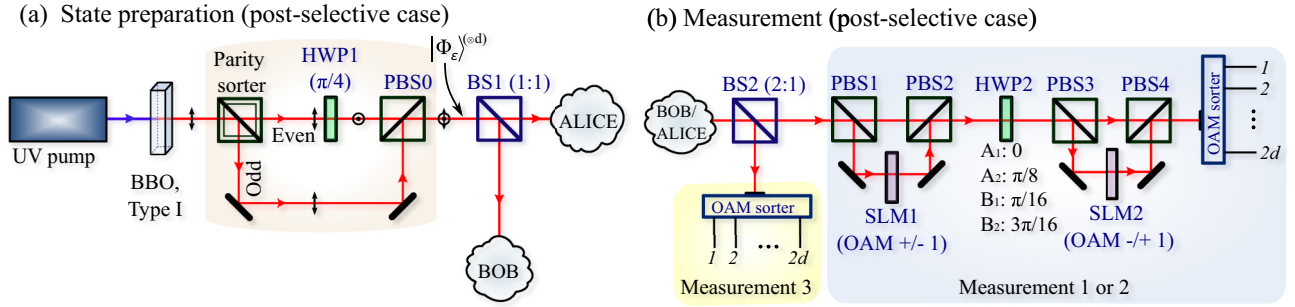 (a) State preparation (post-selective case)
UV pump
BBO,
Type I
Parity
sorter
Even
Odd
HWP1
(π/4)
PBS0
|Φε⟩(⊗d)
BS1 (1:1)
ALICE
BOB
(b) Measurement (post-selective case)
BOB/
ALICE
BS2 (2:1)
OAM sorter
1 2 ... 2d
Measurement 3
PBS1
PBS2
SLM1
(OAM +/- 1)
HWP2
A1: 0
A2: π/8
B1: π/16
B2: 3π/16
PBS3
PBS4
SLM2
(OAM -/+ 1)
OAM sorter
1
2
...
2d
Measurement 1 or 2